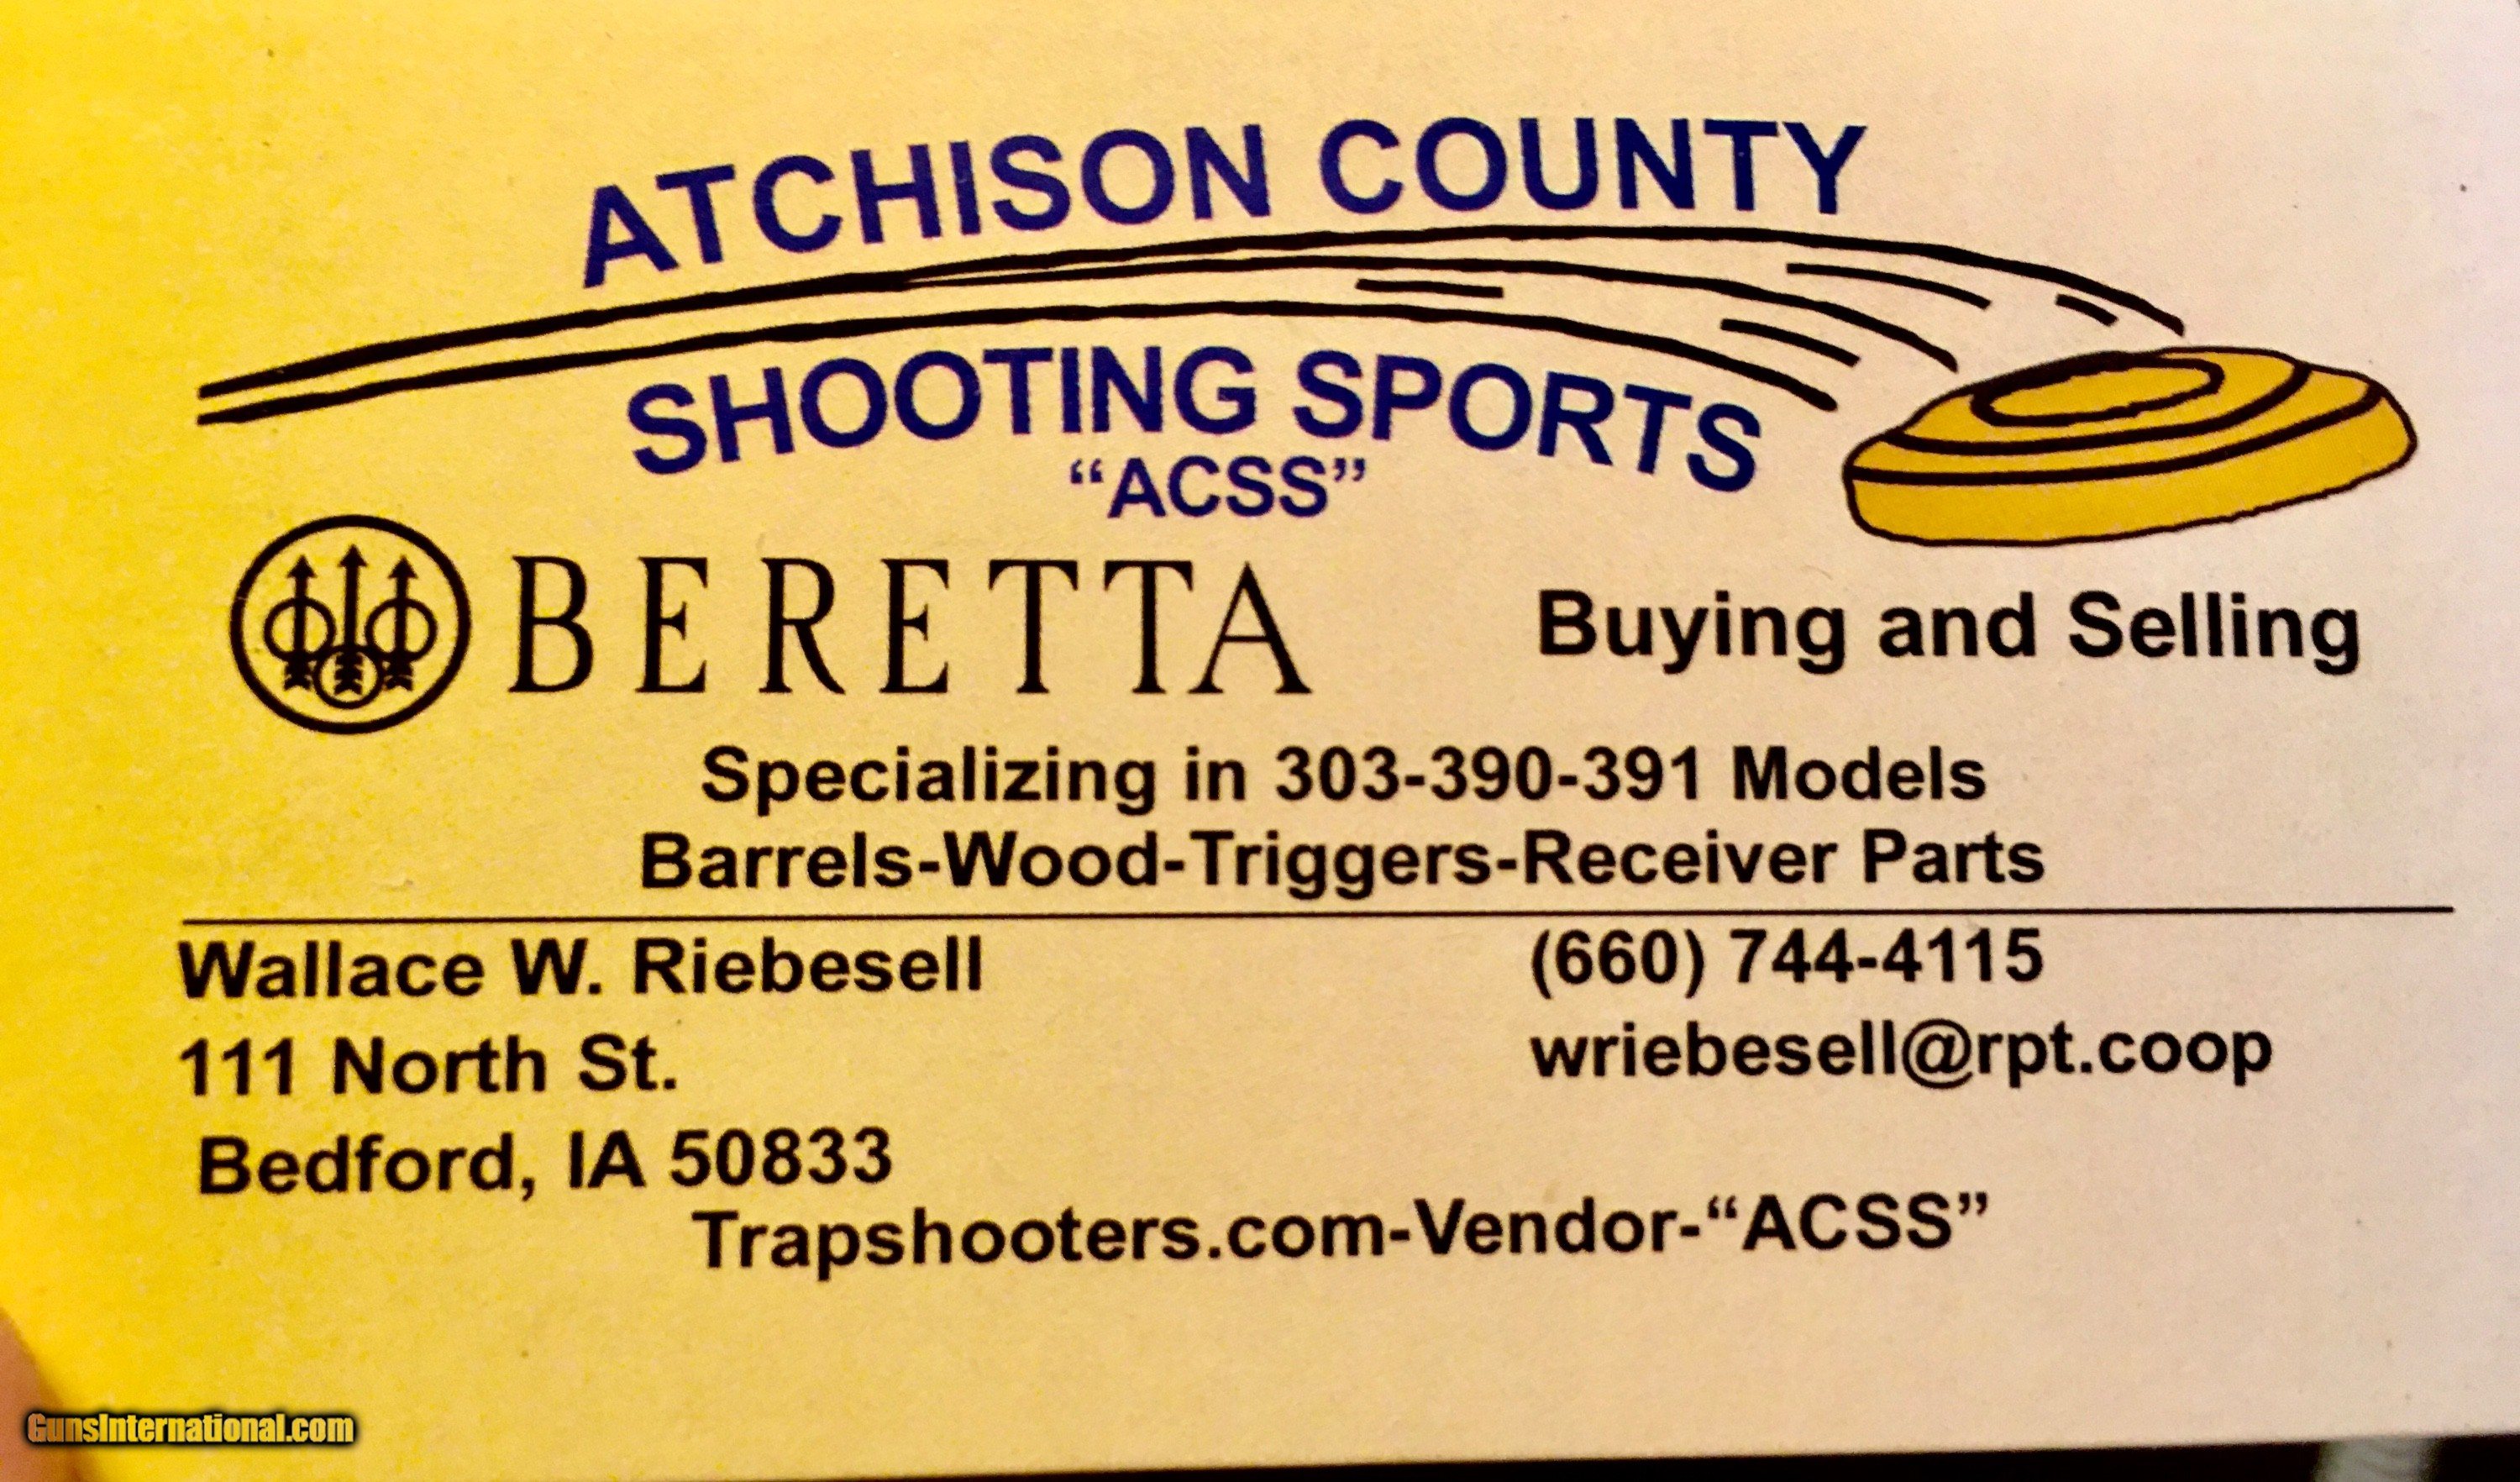 ATCHISON COUNTY
SHOOTING SPORTS
“ACSS”
BERETTA
Buying and Selling
Specializing in 303-390-391 Models
Barrels-Wood-Triggers-Receiver Parts
Wallace W. Riebesell
111 North St.
Bedford, IA 50833
(660) 744-4115
wriebesell@rpt.coop
Trapshooters.com-Vendor-“ACSS”
GunsInternational.com